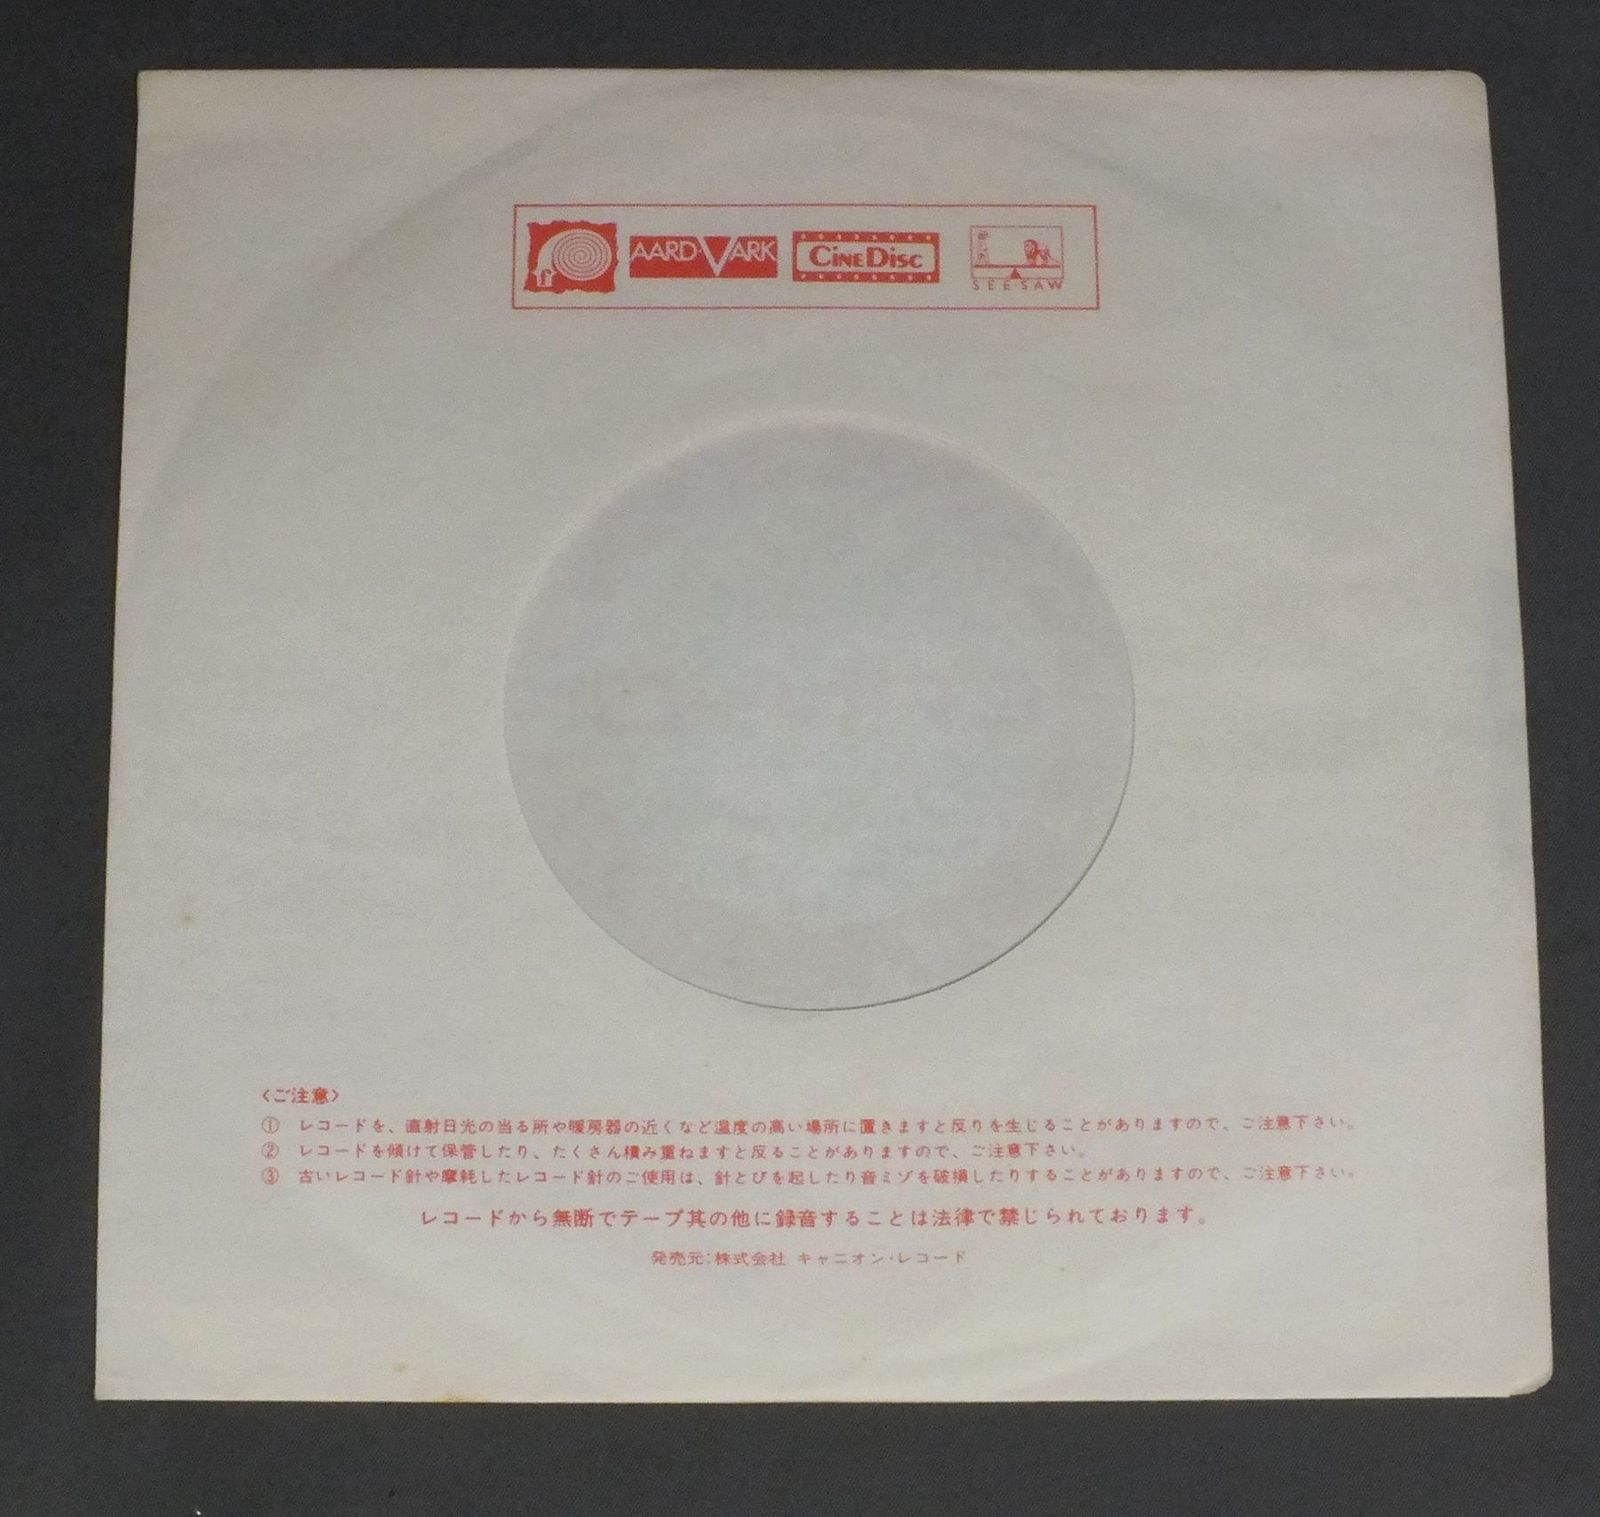 f AARD-VARK CINEDISC SEE·SAW
〈ご注意〉
① レコードを、直射日光の当る所や暖房器の近くなど温度の高い場所に置きますと反りを生じることがありますので、ご注意下さい。
② レコードを傾けて保管したり、たくさん積み重ねますと反ることがありますので、ご注意下さい。
③ 古いレコード針や摩耗したレコード針のご使用は、針とびを起したり音ミゾを破損したりすることがありますので、ご注意下さい。
レコードから無断でテープ其の他に録音することは法律で禁じられております。
発売元:株式会社 キャニオン・レコード